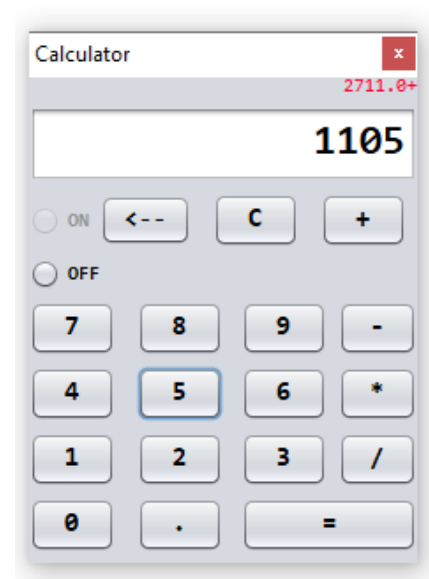 Calculator x
2711.0+
1105
ON <-- C +
OFF
7 8 9 -
4 5 6 *
1 2 3 /
0 . =